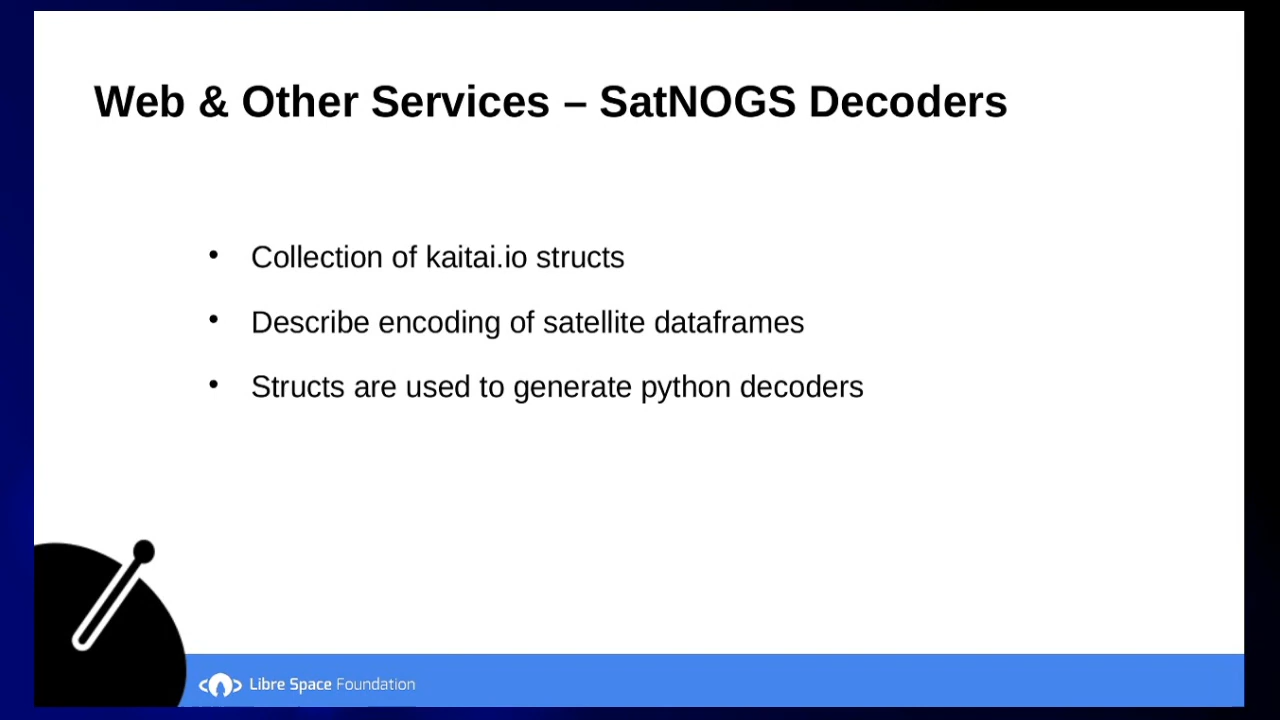 Web & Other Services – SatNOGS Decoders
• Collection of kaitai.io structs
• Describe encoding of satellite dataframes
• Structs are used to generate python decoders
Libre Space Foundation